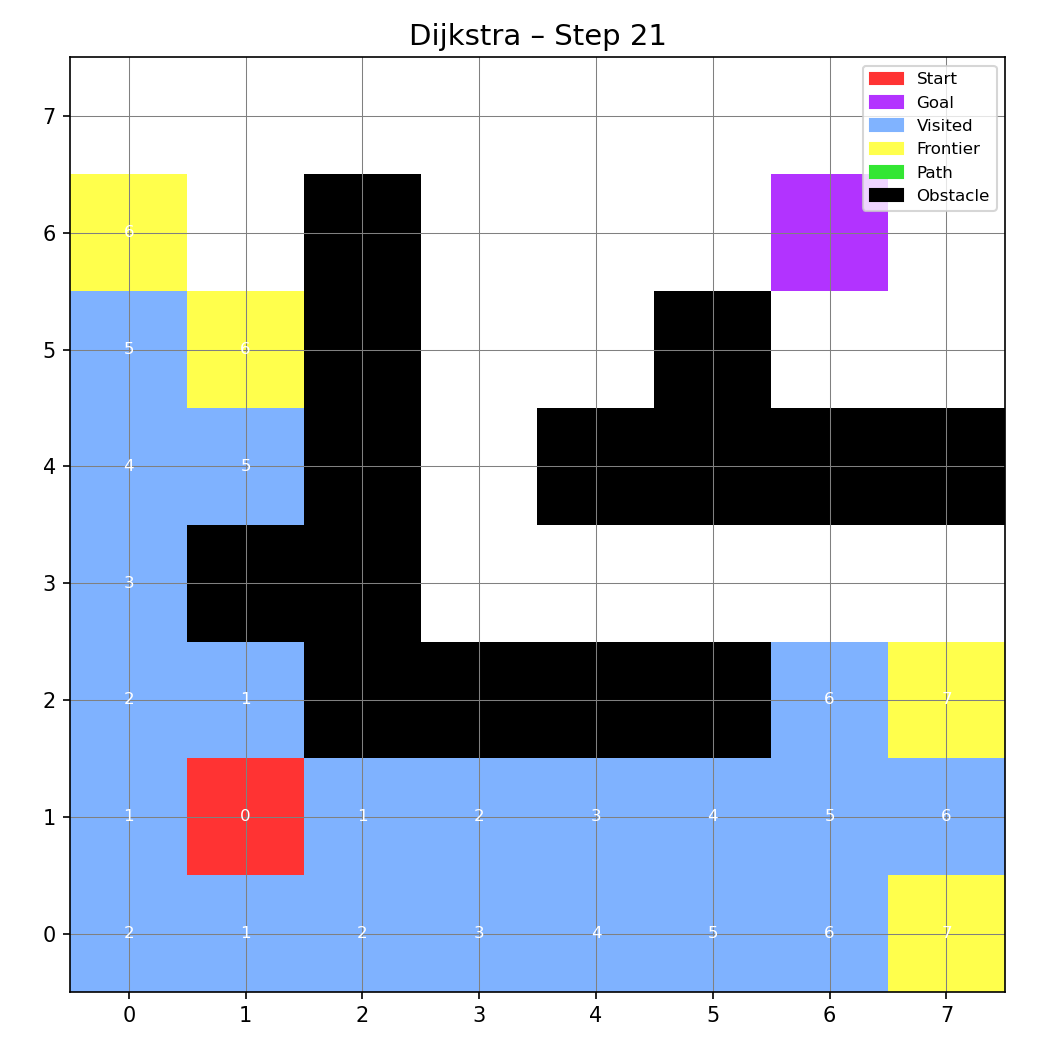 Dijkstra – Step 21
Start
Goal
Visited
Frontier
Path
Obstacle
7
6 6
5 5 6
4 4 5
3 3
2 2 1 6 7
1 1 0 1 2 3 4 5 6
0 2 1 2 3 4 5 6 7
0 1 2 3 4 5 6 7